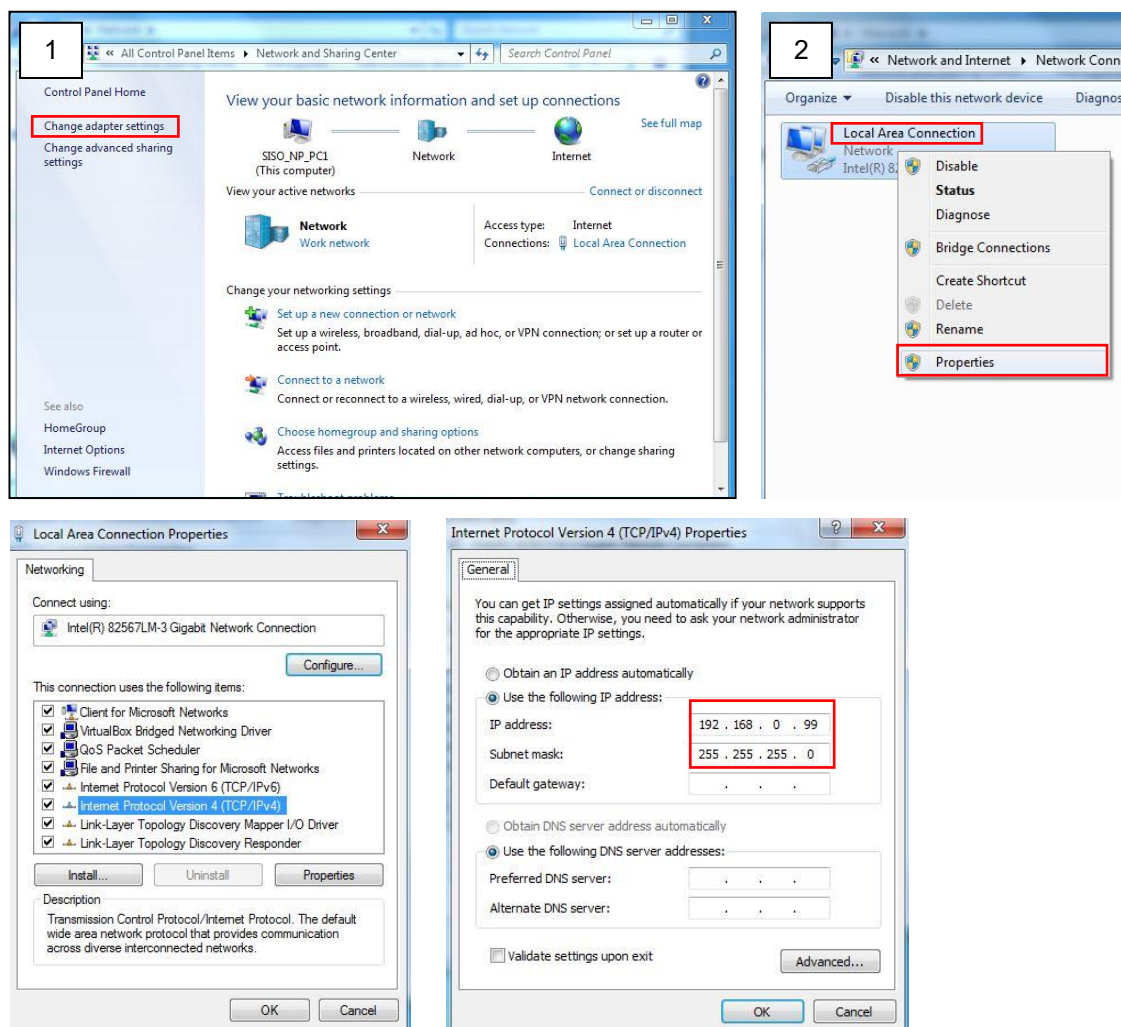 1
« All Control Panel Items ▸ Network and Sharing Center
Search Control Panel
Control Panel Home
Change adapter settings
Change advanced sharing
settings
See also
HomeGroup
Internet Options
Windows Firewall
View your basic network information and set up connections
See full map
SISO_NP_PC1
(This computer)
Network
Internet
View your active networks
Connect or disconnect
Network
Work network
Access type: Internet
Connections: Local Area Connection
Change your networking settings
Set up a new connection or network
Set up a wireless, broadband, dial-up, ad hoc, or VPN connection; or set up a router or
access point.
Connect to a network
Connect or reconnect to a wireless, wired, dial-up, or VPN network connection.
Choose homegroup and sharing options
Access files and printers located on other network computers, or change sharing
settings.
Troubleshoot problems
2
« Network and Internet ▸ Network Conn
Organize ▾ Disable this network device Diagnos
Local Area Connection
Network
Intel(R) 82
Disable
Status
Diagnose
Bridge Connections
Create Shortcut
Delete
Rename
Properties
Local Area Connection Properties
Networking
Connect using:
Intel(R) 82567LM-3 Gigabit Network Connection
Configure...
This connection uses the following items:
Client for Microsoft Networks
VirtualBox Bridged Networking Driver
QoS Packet Scheduler
File and Printer Sharing for Microsoft Networks
Internet Protocol Version 6 (TCP/IPv6)
Internet Protocol Version 4 (TCP/IPv4)
Link-Layer Topology Discovery Mapper I/O Driver
Link-Layer Topology Discovery Responder
Install... Uninstall Properties
Description
Transmission Control Protocol/Internet Protocol. The default
wide area network protocol that provides communication
across diverse interconnected networks.
OK Cancel
Internet Protocol Version 4 (TCP/IPv4) Properties
General
You can get IP settings assigned automatically if your network supports
this capability. Otherwise, you need to ask your network administrator
for the appropriate IP settings.
Obtain an IP address automatically
Use the following IP address:
IP address: 192 . 168 . 0 . 99
Subnet mask: 255 . 255 . 255 . 0
Default gateway: . . .
Obtain DNS server address automatically
Use the following DNS server addresses:
Preferred DNS server: . . .
Alternate DNS server: . . .
Validate settings upon exit
Advanced...
OK Cancel